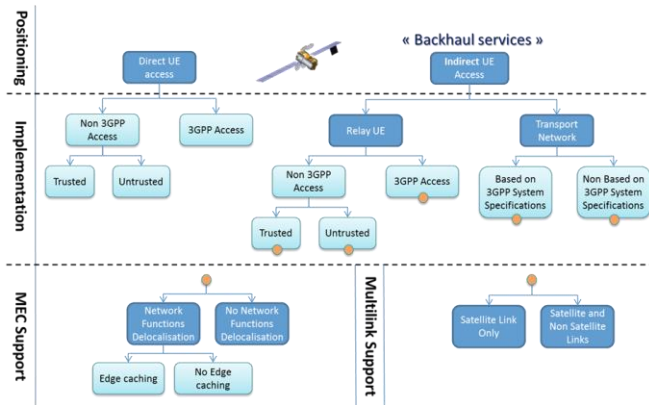 Positioning
« Backhaul services »
Direct UE
access
Indirect UE
Access
Implementation
Non 3GPP
Access
3GPP Access
Relay UE
Transport
Network
Trusted
Untrusted
Non 3GPP
Access
3GPP Access
Based on
3GPP System
Specifications
Non Based on
3GPP System
Specifications
Trusted
Untrusted
MEC Support
Network
Functions
Delocalisation
No Network
Functions
Delocalisation
Edge caching
No Edge
caching
Multilink Support
Satellite Link
Only
Satellite and
Non Satellite
Links